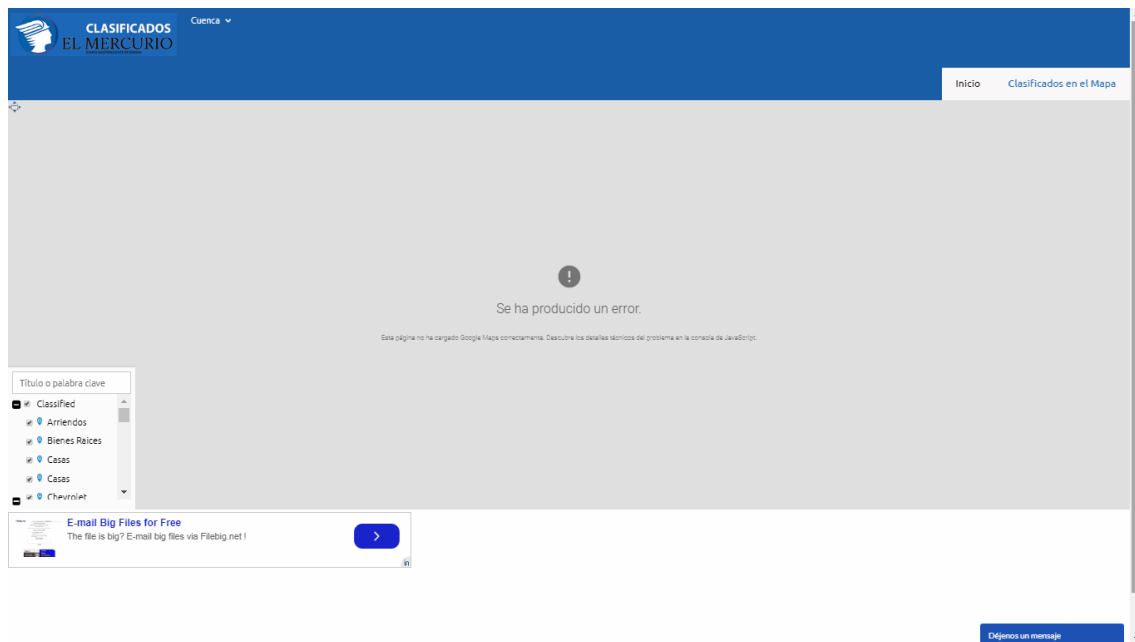 CLASIFICADOS
EL MERCURIO
Cuenca
Inicio
Clasificados en el Mapa
Se ha producido un error.
Esta página no ha cargado Google Maps correctamente. Descubre los detalles técnicos del problema en la consola de JavaScript.
Título o palabra clave
Classified
Arriendos
Bienes Raices
Casas
Casas
Chevrolet
E-mail Big Files for Free
The file is big? E-mail big files via Filebig.net !
in
Déjenos un mensaje